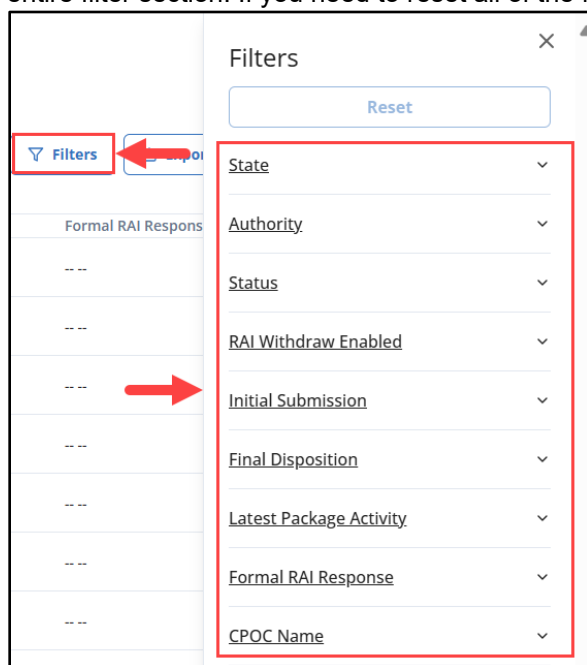 Filters
Reset
Filters
State
Formal RAI Respons
Authority
-- --
Status
-- --
RAI Withdraw Enabled
-- --
Initial Submission
-- --
Final Disposition
-- --
Latest Package Activity
-- --
Formal RAI Response
-- --
CPOC Name